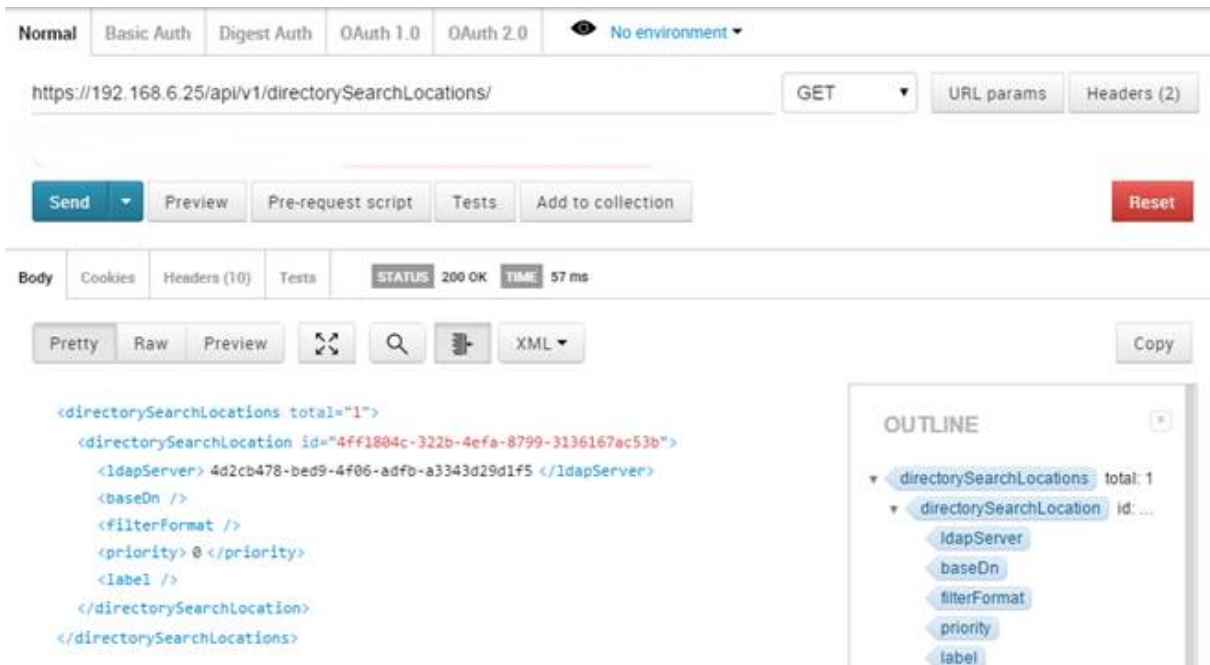 Normal Basic Auth Digest Auth OAuth 1.0 OAuth 2.0 No environment
https://192.168.6.25/api/v1/directorySearchLocations/ GET URL params Headers (2)
Send Preview Pre-request script Tests Add to collection Reset
Body Cookies Headers (10) Tests STATUS 200 OK TIME 57 ms
Pretty Raw Preview XML Copy
<directorySearchLocations total="1">
<directorySearchLocation id="4ff1804c-322b-4efa-8799-3136167ac53b">
<ldapServer> 4d2cb478-bed9-4f06-adfb-a3343d29d1f5 </ldapServer>
<baseDn />
<filterFormat />
<priority> 0 </priority>
<label />
</directorySearchLocation>
</directorySearchLocations>
OUTLINE
directorySearchLocations total: 1
directorySearchLocation id: ...
ldapServer
baseDn
filterFormat
priority
label